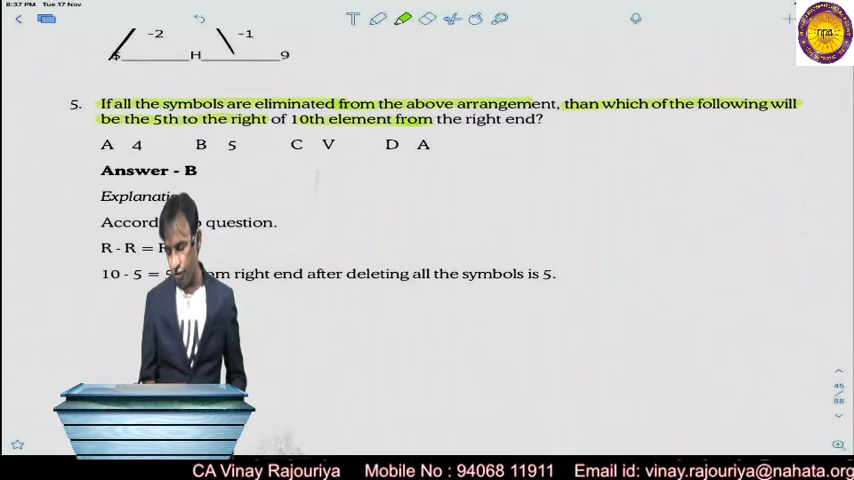 8:37 PM Tue 17 Nov
-2
-1
H
9
5. If all the symbols are eliminated from the above arrangement, than which of the following will
be the 5th to the right of 10th element from the right end?
A 4 B 5 C V D A
Answer - B
Explanati
Accord question.
R - R =
10 - 5 = om right end after deleting all the symbols is 5.
45
88
CA Vinay Rajouriya Mobile No : 94068 11911 Email id: vinay.rajouriya@nahata.org